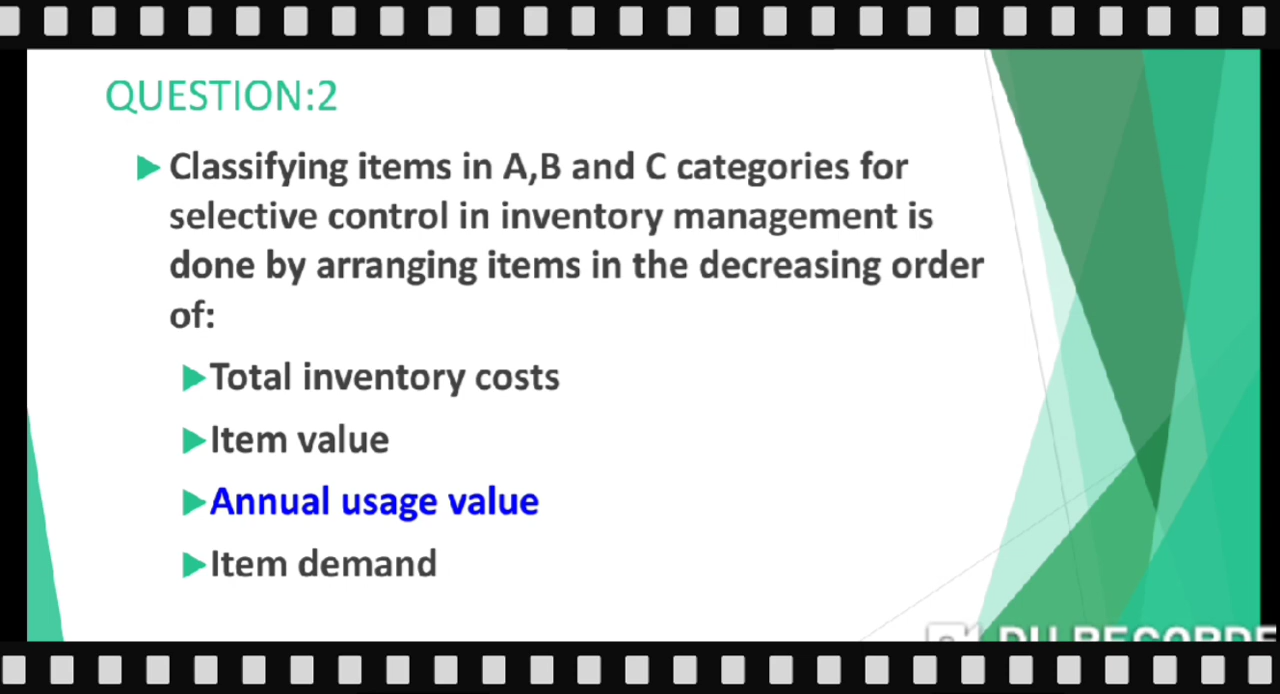 QUESTION:2
Classifying items in A,B and C categories for
selective control in inventory management is
done by arranging items in the decreasing order
of:
Total inventory costs
Item value
Annual usage value
Item demand